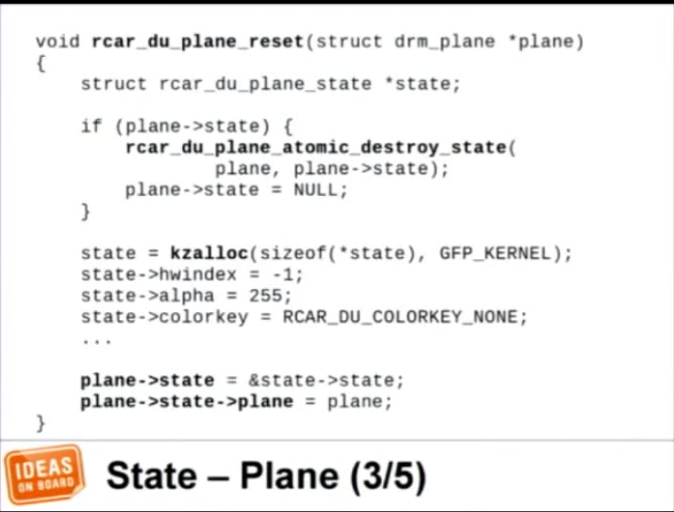 void rcar_du_plane_reset(struct drm_plane *plane)
{
    struct rcar_du_plane_state *state;

    if (plane->state) {
        rcar_du_plane_atomic_destroy_state(
                plane, plane->state);
        plane->state = NULL;
    }

    state = kzalloc(sizeof(*state), GFP_KERNEL);
    state->hwindex = -1;
    state->alpha = 255;
    state->colorkey = RCAR_DU_COLORKEY_NONE;
    ...

    plane->state = &state->state;
    plane->state->plane = plane;
}
IDEAS
ON BOARD
State – Plane (3/5)